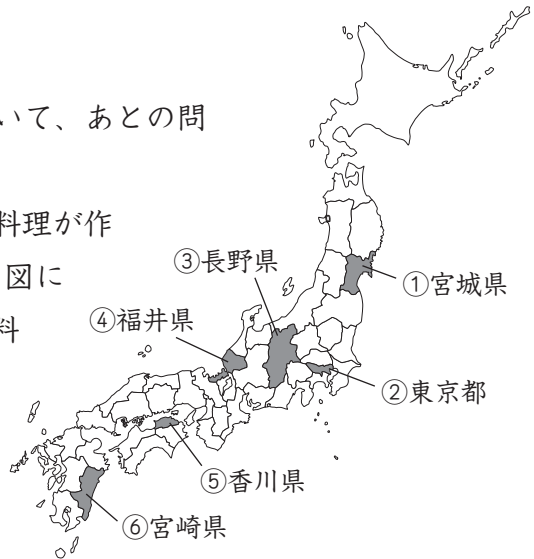 いて、あとの問
料理が作
図に
料
③長野県
①宮城県
④福井県
②東京都
⑤香川県
⑥宮崎県